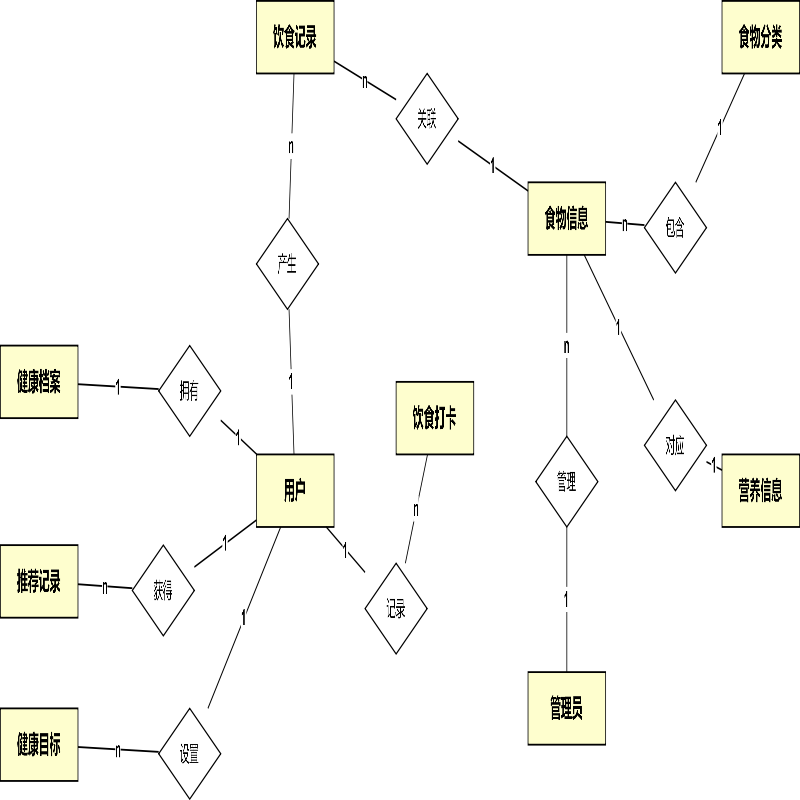 饮食记录
食物分类
n
关联
1
n
1
食物信息
n
包含
产生
1
n
健康档案
1
拥有
1
饮食打卡
1
对应
1
管理
营养信息
用户
n
1
1
推荐记录
n
获得
记录
1
1
管理员
健康目标
n
设置